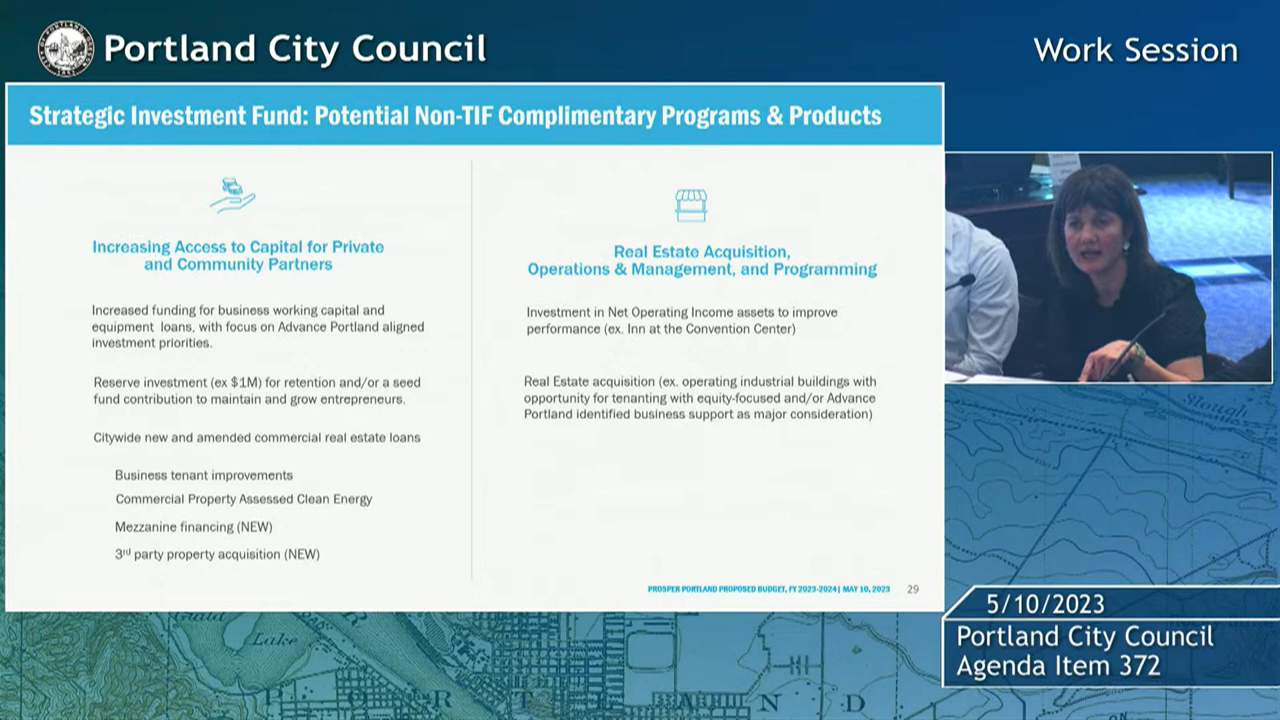 Portland City Council
Work Session
Strategic Investment Fund: Potential Non-TIF Complimentary Programs & Products
Increasing Access to Capital for Private
and Community Partners
Increased funding for business working capital and
equipment loans, with focus on Advance Portland aligned
investment priorities.
Reserve investment (ex $1M) for retention and/or a seed
fund contribution to maintain and grow entrepreneurs.
Citywide new and amended commercial real estate loans
Business tenant improvements
Commercial Property Assessed Clean Energy
Mezzanine financing (NEW)
3rd party property acquisition (NEW)
Real Estate Acquisition,
Operations & Management, and Programming
Investment in Net Operating Income assets to improve
performance (ex. Inn at the Convention Center)
Real Estate acquisition (ex. operating industrial buildings with
opportunity for tenanting with equity-focused and/or Advance
Portland identified business support as major consideration)
PROSPER PORTLAND PROPOSED BUDGET, FY 2023-2024| MAY 10, 2023
29
Slough
5/10/2023
Portland City Council
Agenda Item 372
Guild
Lake
R T L A N D